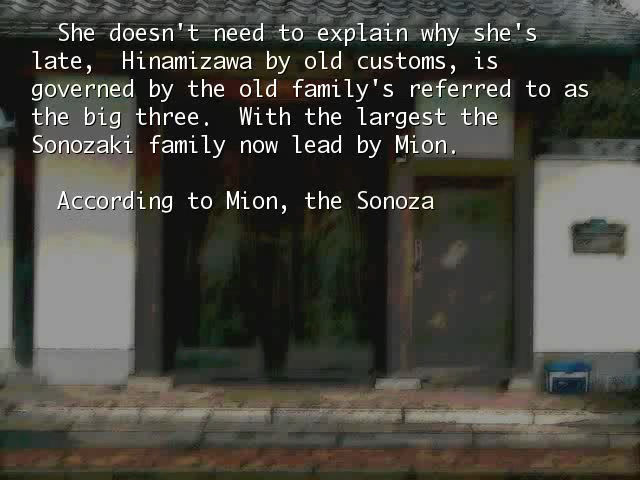 She doesn't need to explain why she's
late, Hinamizawa by old customs, is
governed by the old family's referred to as
the big three. With the largest the
Sonozaki family now lead by Mion.
According to Mion, the Sonoza